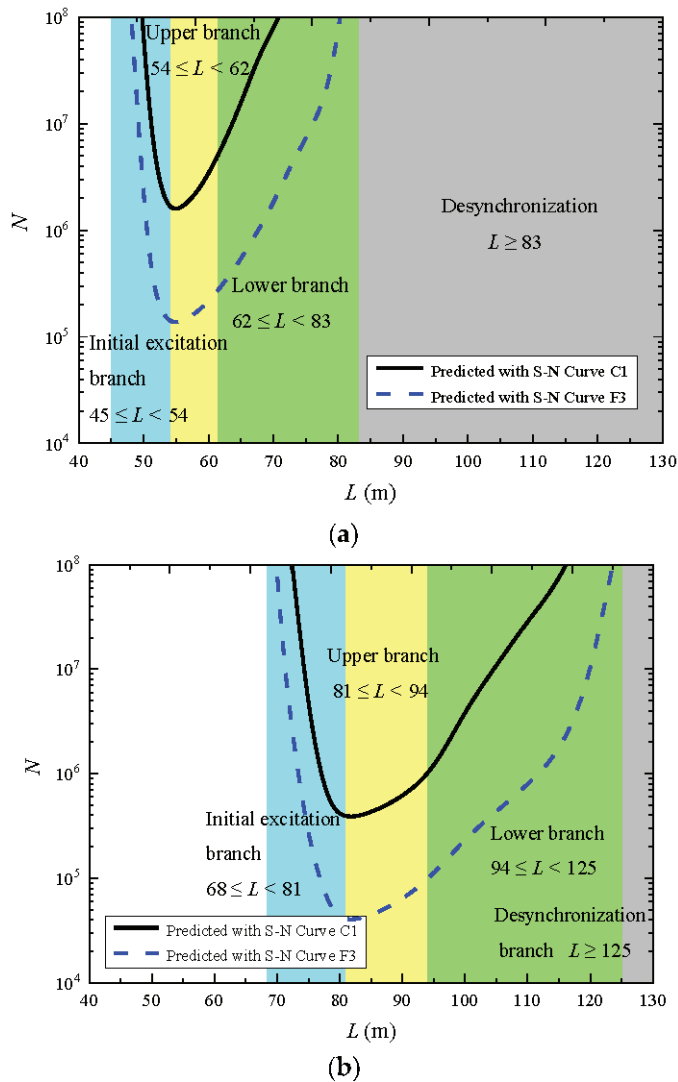 10^8
Upper branch
54 ≤ L < 62
10^7
N
10^6
Desynchronization
L ≥ 83
Lower branch
62 ≤ L < 83
10^5
Initial excitation
branch
45 ≤ L < 54
Predicted with S-N Curve C1
Predicted with S-N Curve F3
10^4
40 50 60 70 80 90 100 110 120 130
L (m)
(a)
10^8
Upper branch
81 ≤ L < 94
10^7
N
10^6
Initial excitation
branch
68 ≤ L < 81
Lower branch
94 ≤ L < 125
10^5
Desynchronization
branch L ≥ 125
Predicted with S-N Curve C1
Predicted with S-N Curve F3
10^4
40 50 60 70 80 90 100 110 120 130
L (m)
(b)